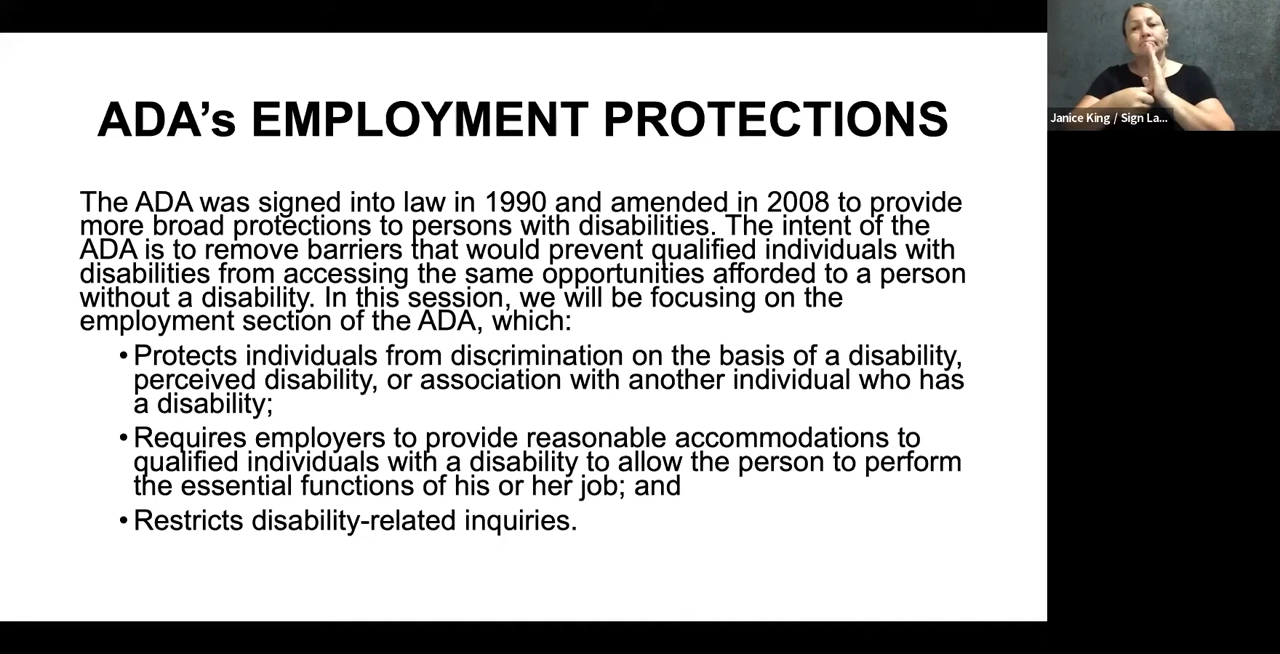 ADA’s EMPLOYMENT PROTECTIONS
The ADA was signed into law in 1990 and amended in 2008 to provide
more broad protections to persons with disabilities. The intent of the
ADA is to remove barriers that would prevent qualified individuals with
disabilities from accessing the same opportunities afforded to a person
without a disability. In this session, we will be focusing on the
employment section of the ADA, which:
• Protects individuals from discrimination on the basis of a disability,
perceived disability, or association with another individual who has
a disability;
• Requires employers to provide reasonable accommodations to
qualified individuals with a disability to allow the person to perform
the essential functions of his or her job; and
• Restricts disability-related inquiries.
Janice King / Sign La...